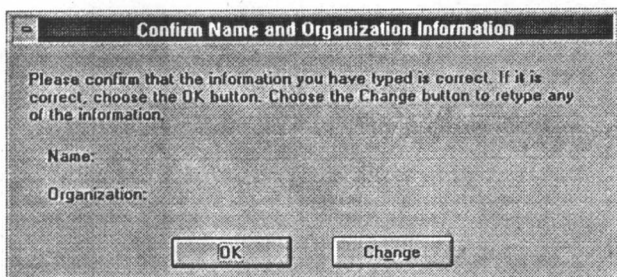 Confirm Name and Organization Information
Please confirm that the information you have typed is correct. If it is
correct, choose the OK button. Choose the Change button to retype any
of the information.
Name:
Organization:
OK
Change